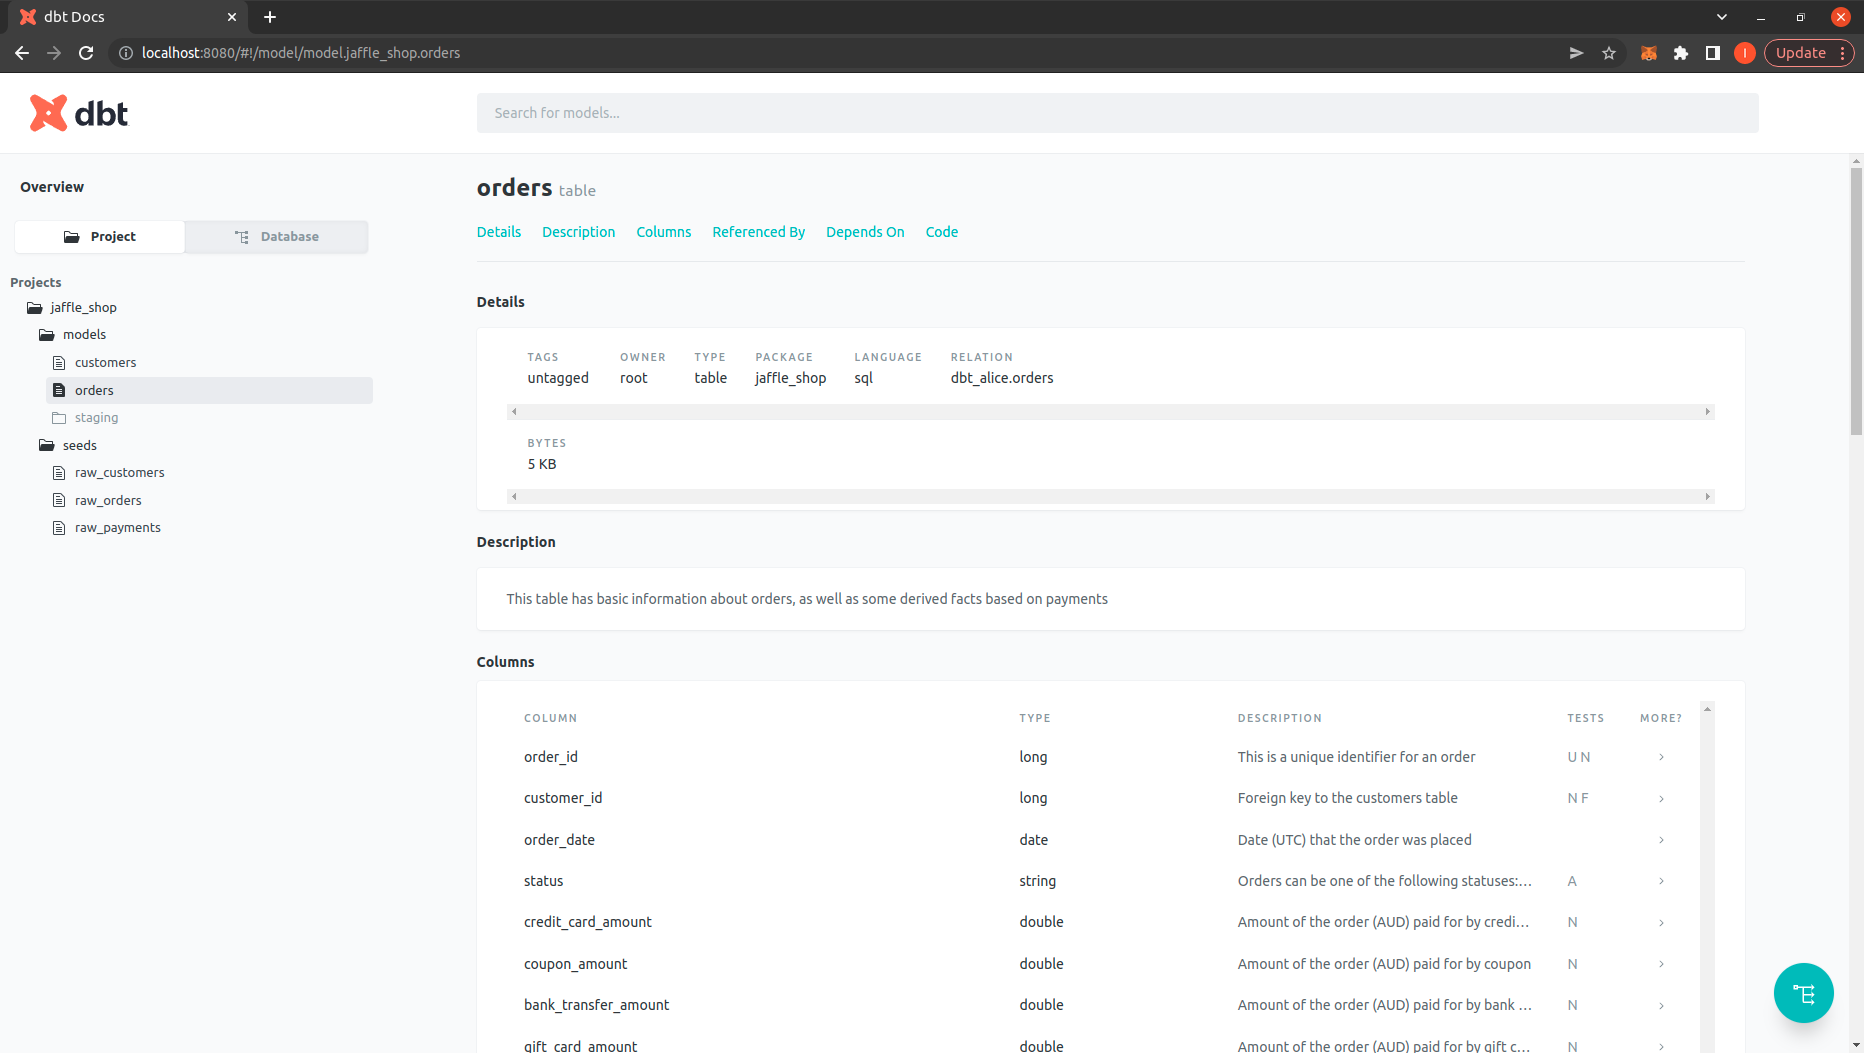 dbt Docs
localhost:8080/#!/model/model.jaffle_shop.orders
I
Update
dbt
Search for models...
Overview
Project
Database
Projects
jaffle_shop
models
customers
orders
staging
seeds
raw_customers
raw_orders
raw_payments
orders table
Details Description Columns Referenced By Depends On Code
Details
TAGS OWNER TYPE PACKAGE LANGUAGE RELATION
untagged root table jaffle_shop sql dbt_alice.orders
BYTES
5 KB
Description
This table has basic information about orders, as well as some derived facts based on payments
Columns
COLUMN TYPE DESCRIPTION TESTS MORE?
order_id long This is a unique identifier for an order U N
customer_id long Foreign key to the customers table N F
order_date date Date (UTC) that the order was placed
status string Orders can be one of the following statuses:... A
credit_card_amount double Amount of the order (AUD) paid for by credi... N
coupon_amount double Amount of the order (AUD) paid for by coupon N
bank_transfer_amount double Amount of the order (AUD) paid for by bank ... N
gift_card_amount double Amount of the order (AUD) paid for by gift c... N